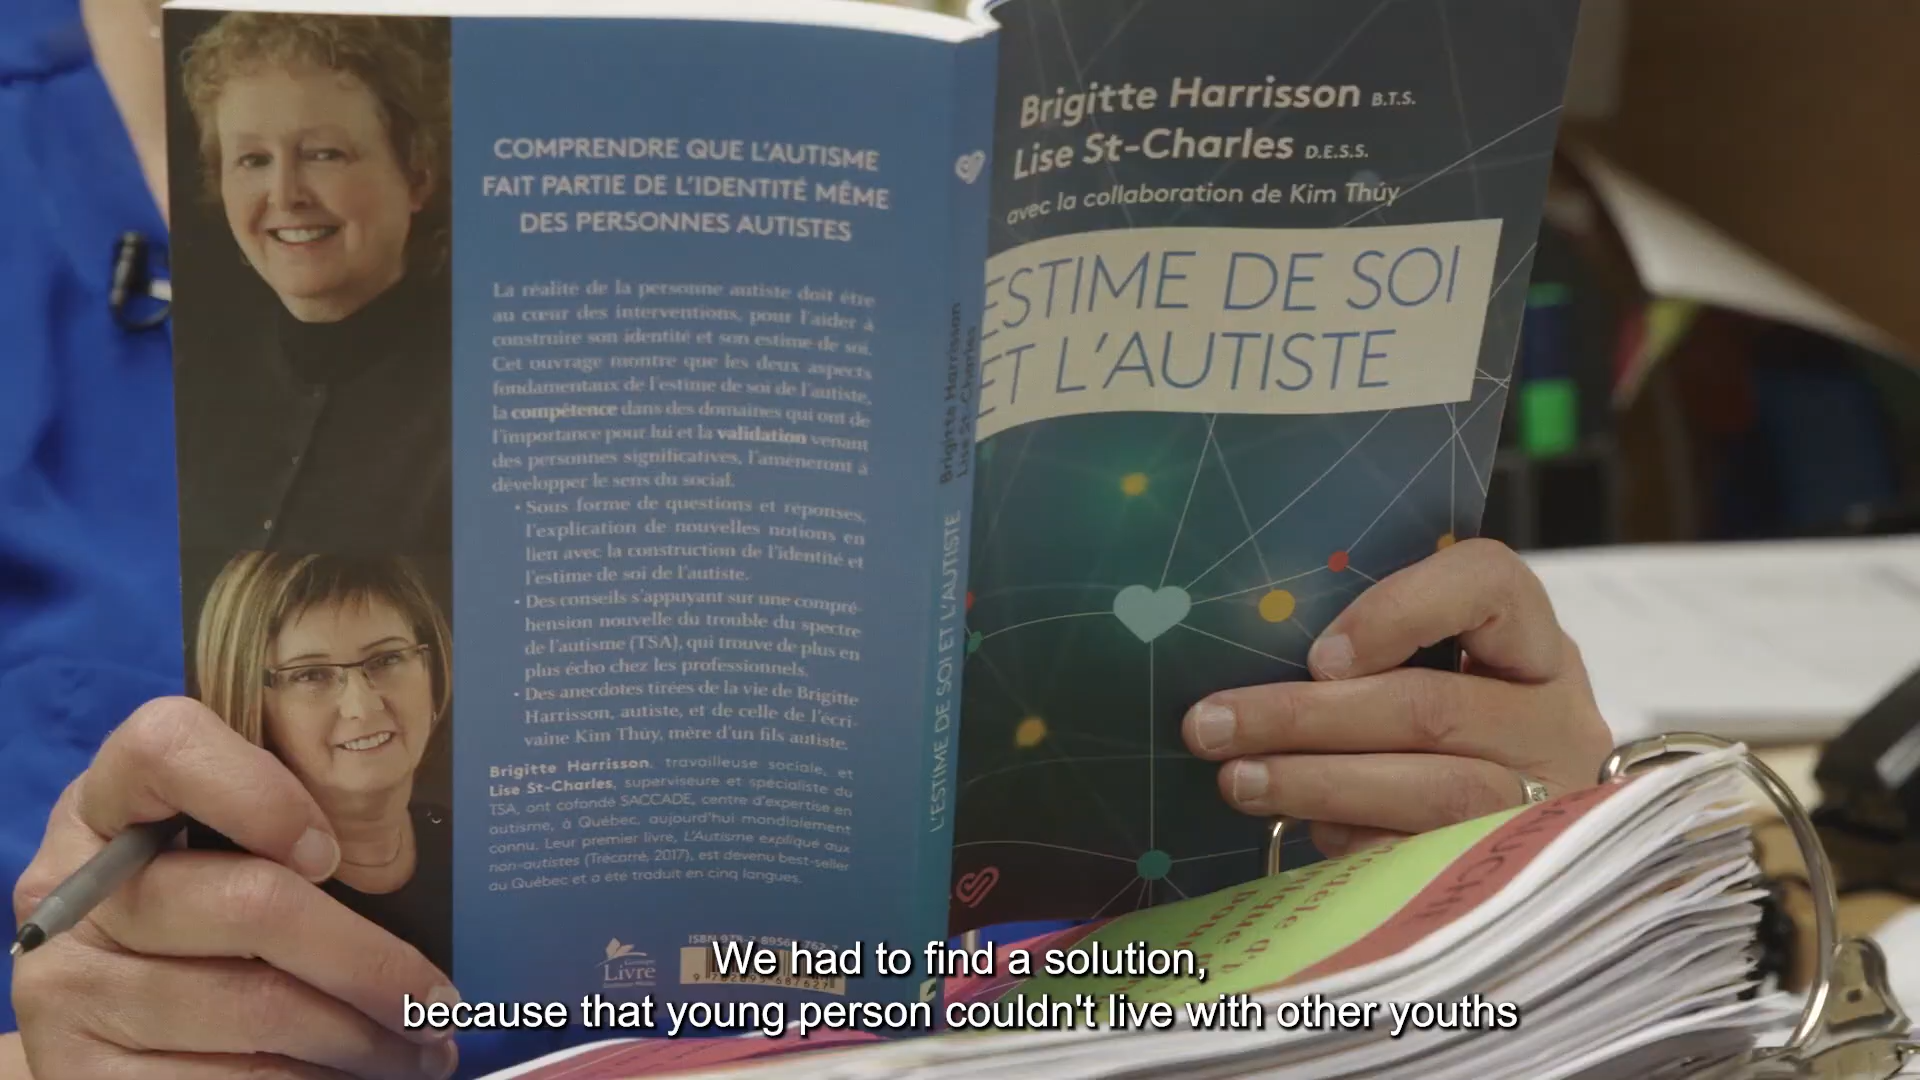 COMPRENDRE QUE L'AUTISME
FAIT PARTIE DE L'IDENTITÉ MÊME
DES PERSONNES AUTISTES
La réalité de la personne autiste doit être
au cœur des interventions, pour l'aider à
construire son identité et son estime de soi.
Cet ouvrage montre que les deux aspects
fondamentaux de l'estime de soi de l'autiste,
la compétence dans des domaines qui ont de
l'importance pour lui et la validation venant
des personnes significatives, l'amèneront à
développer le sens du social.
• Sous forme de questions et réponses,
l'explication de nouvelles notions en
lien avec la construction de l'identité et
l'estime de soi de l'autiste.
• Des conseils s'appuyant sur une compré-
hension nouvelle du trouble du spectre
de l'autisme (TSA), qui trouve de plus en
plus écho chez les professionnels.
• Des anecdotes tirées de la vie de Brigitte
Harrisson, autiste, et de celle de l'écri-
vaine Kim Thúy, mère d'un fils autiste.
Brigitte Harrisson, travailleuse sociale, et
Lise St-Charles, superviseure et spécialiste du
TSA, ont cofondé SACCADE, centre d'expertise en
autisme, à Québec, aujourd'hui mondialement
connu. Leur premier livre, L'Autisme expliqué aux
non-autistes (Trécarré, 2017), est devenu best-seller
au Québec et a été traduit en cinq langues.
Livre
ISBN
Brigitte Harrisson
Lise St-Charles
L'ESTIME DE SOI ET L'AUTISTE
Brigitte Harrisson B.T.S.
Lise St-Charles D.E.S.S.
avec la collaboration de Kim Thúy
ESTIME DE SOI
ET L'AUTISTE
We had to find a solution,
because that young person couldn't live with other youths